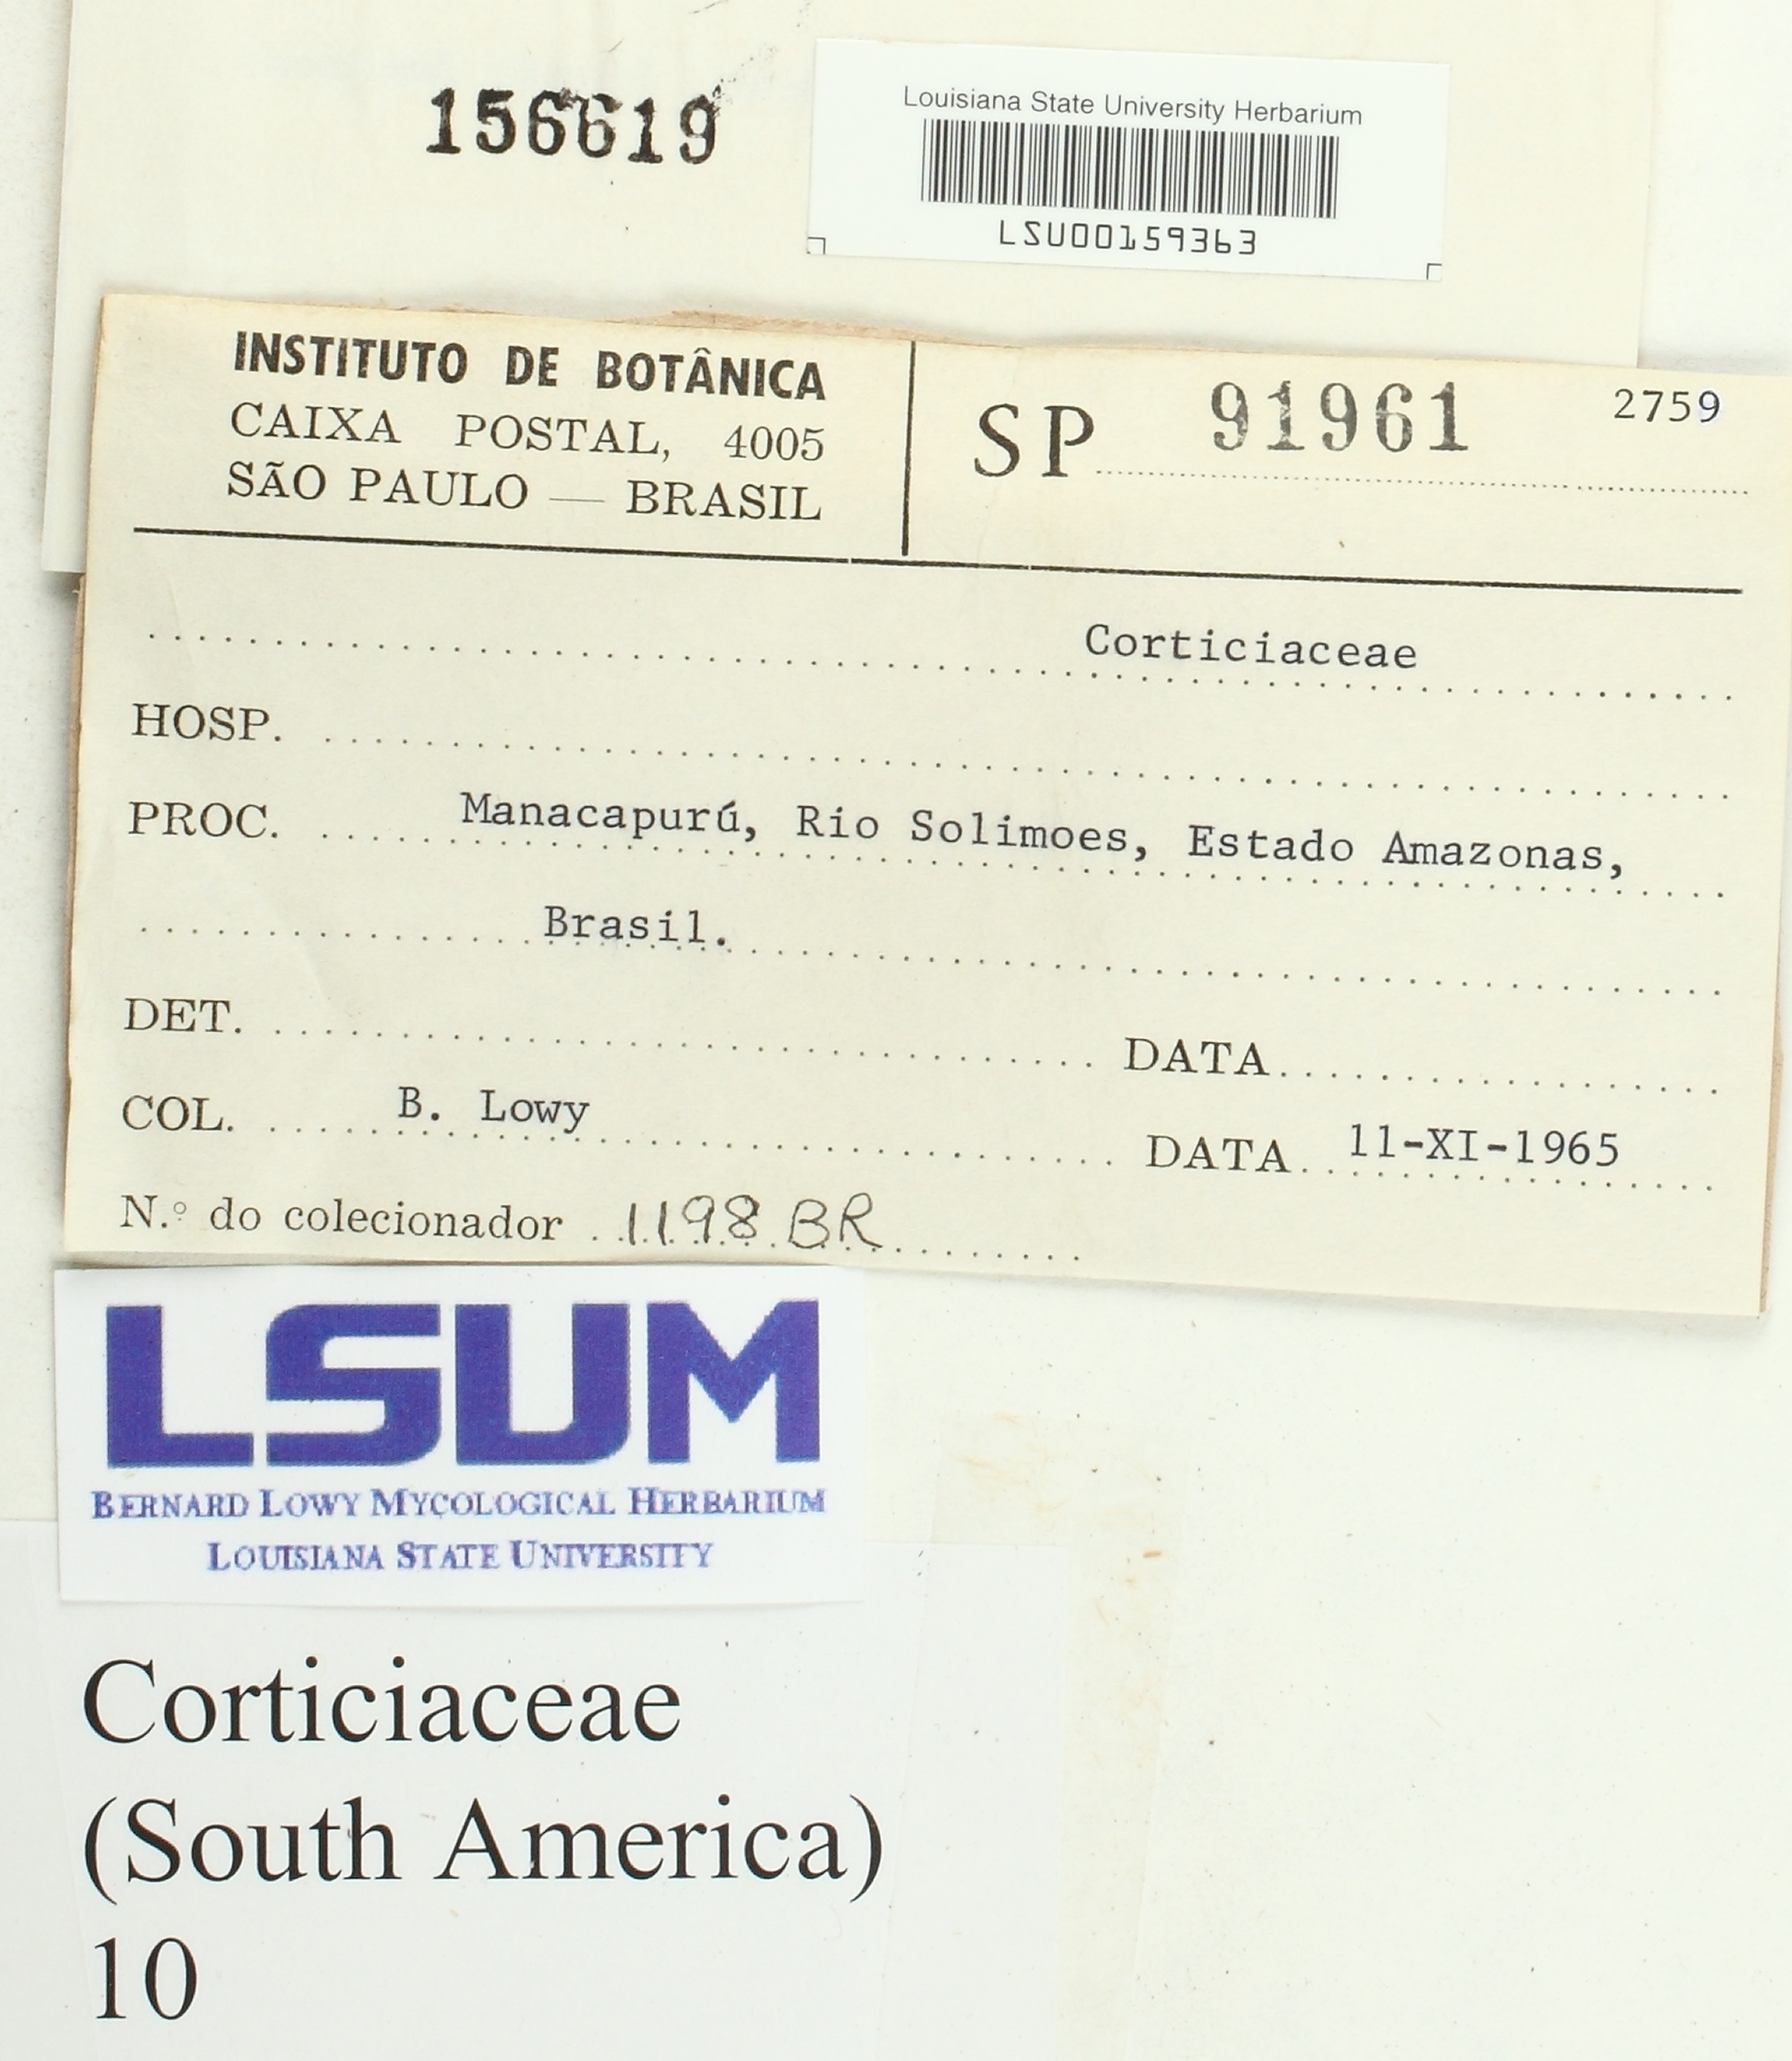 156619
Louisiana State University Herbarium
LSU00159363
INSTITUTO DE BOTÂNICA
CAIXA POSTAL, 4005
SÃO PAULO — BRASIL
SP 91961 2759
Corticiaceae
HOSP.
PROC. Manacapurú, Rio Solimoes, Estado Amazonas,
Brasil.
DET. DATA
COL. B. Lowy DATA 11-XI-1965
N.º do colecionador 1198 BR
LSUM
BERNARD LOWY MYCOLOGICAL HERBARIUM
LOUISIANA STATE UNIVERSITY
Corticiaceae
(South America)
10